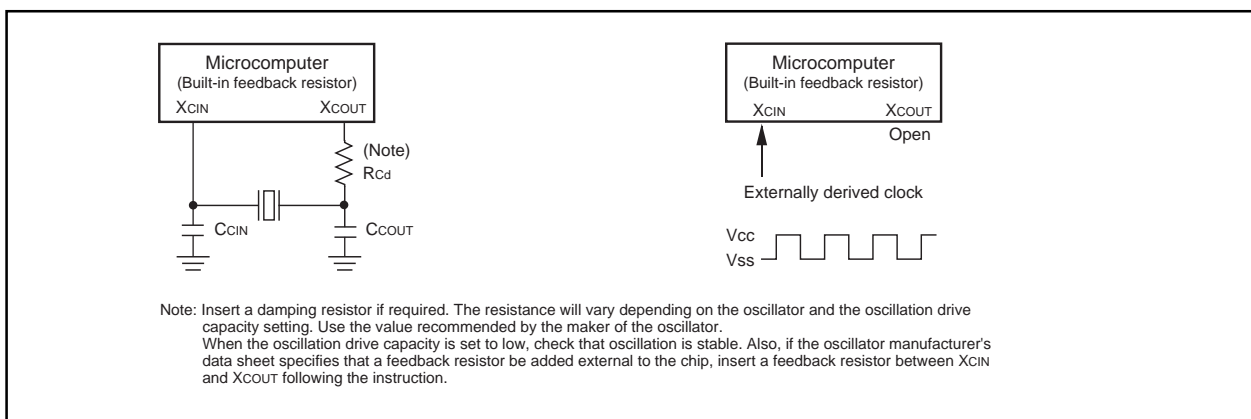 Microcomputer
(Built-in feedback resistor)
XCIN XCOUT
(Note)
RCd
CCIN CCOUT
Microcomputer
(Built-in feedback resistor)
XCIN XCOUT
Open
Externally derived clock
Vcc
Vss
Note: Insert a damping resistor if required. The resistance will vary depending on the oscillator and the oscillation drive
capacity setting. Use the value recommended by the maker of the oscillator.
When the oscillation drive capacity is set to low, check that oscillation is stable. Also, if the oscillator manufacturer's
data sheet specifies that a feedback resistor be added external to the chip, insert a feedback resistor between XCIN
and XCOUT following the instruction.